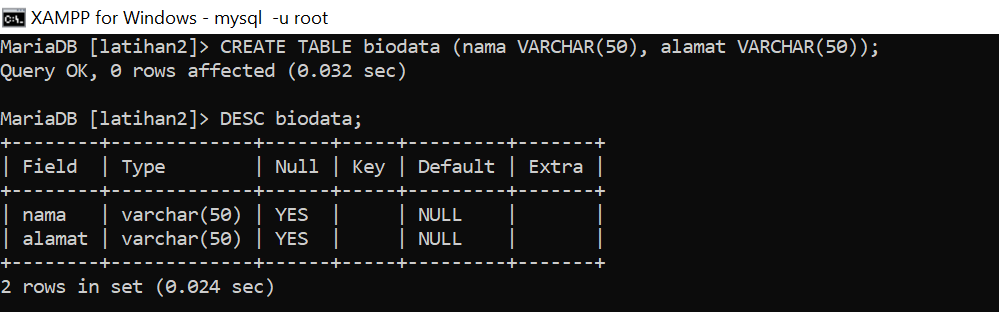 XAMPP for Windows - mysql  -u root
MariaDB [latihan2]> CREATE TABLE biodata (nama VARCHAR(50), alamat VARCHAR(50));
Query OK, 0 rows affected (0.032 sec)
MariaDB [latihan2]> DESC biodata;
+--------+-------------+------+-----+---------+-------+
| Field  | Type        | Null | Key | Default | Extra |
+--------+-------------+------+-----+---------+-------+
| nama   | varchar(50) | YES  |     | NULL    |       |
| alamat | varchar(50) | YES  |     | NULL    |       |
+--------+-------------+------+-----+---------+-------+
2 rows in set (0.024 sec)